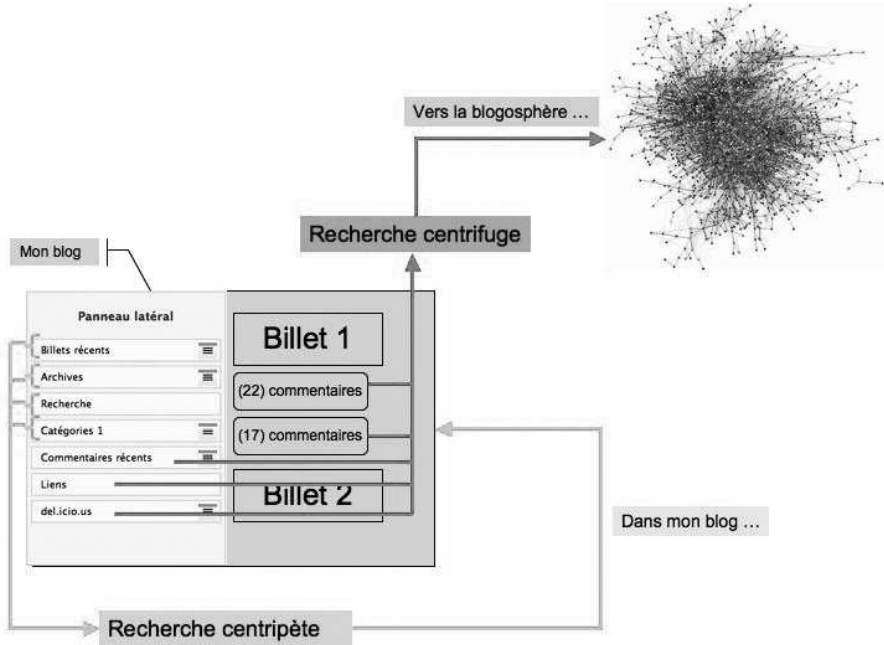 Vers la blogosphère ...
Recherche centrifuge
Mon blog
Panneau latéral
Billets récents
Archives
Recherche
Catégories 1
Commentaires récents
Liens
del.icio.us
Billet 1
(22) commentaires
(17) commentaires
Billet 2
Dans mon blog ...
Recherche centripète